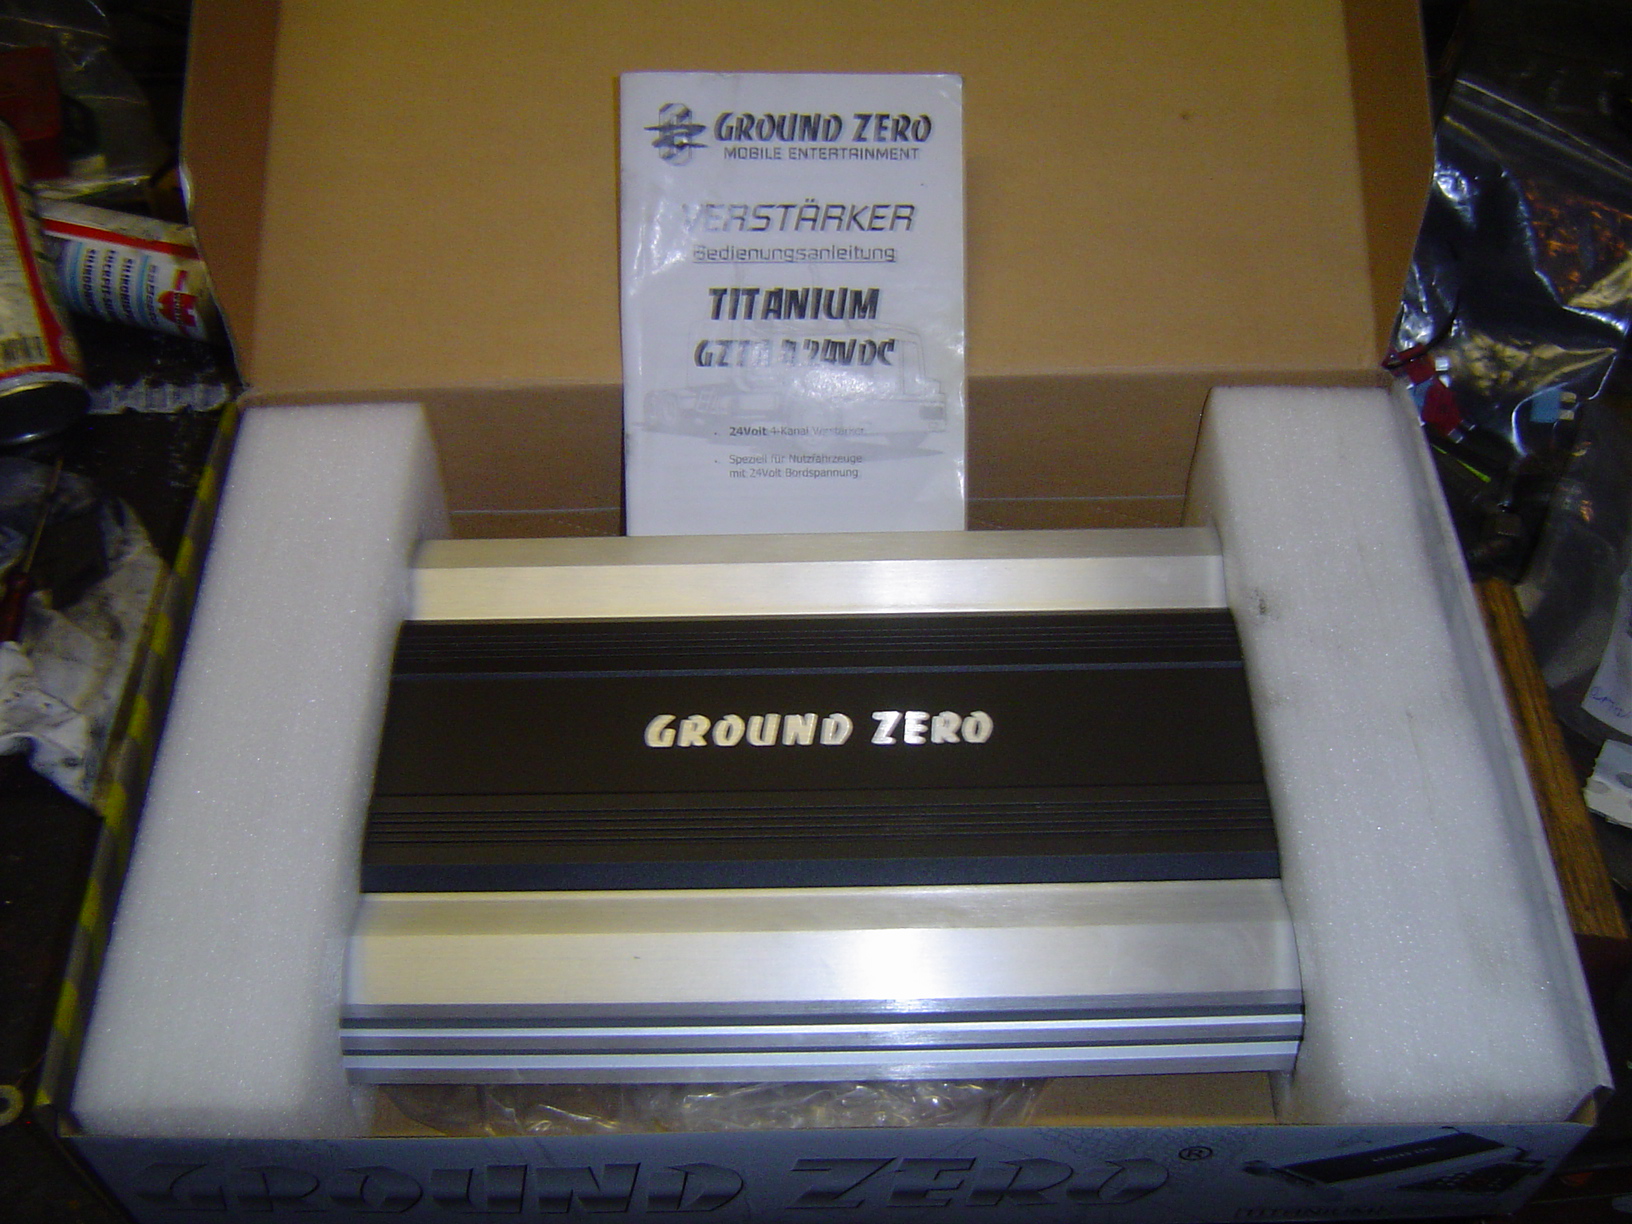 GROUND ZERO
MOBILE ENTERTAINMENT
VERSTÄRKER
Bedienungsanleitung
TITANIUM
24Volt 4-Kanal Verstärker
Speziell für Nutzfahrzeuge
mit 24Volt Bordspannung
GROUND ZERO
GROUND ZERO ®
TITANIUM